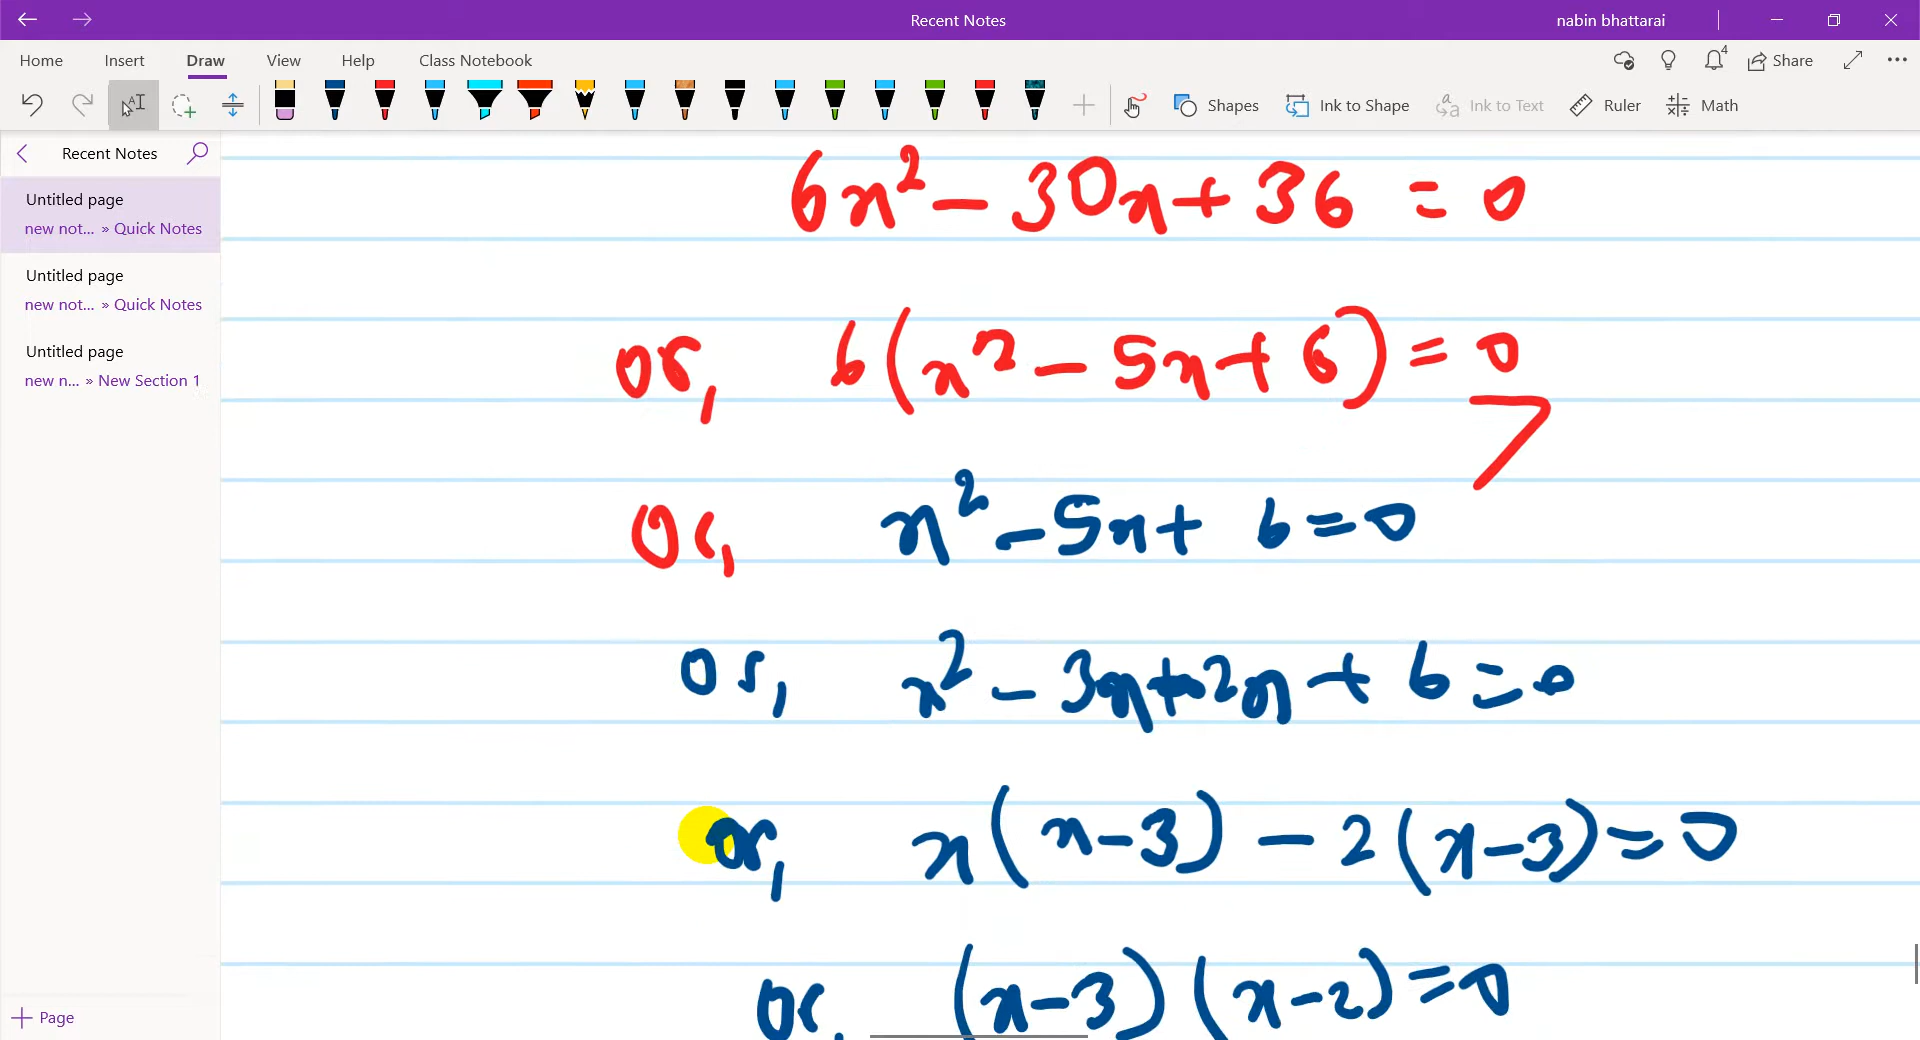 Recent Notes
nabin bhattarai
Home Insert Draw View Help Class Notebook
4
Share
Shapes Ink to Shape Ink to Text Ruler Math
Recent Notes
Untitled page
new not... » Quick Notes
Untitled page
new not... » Quick Notes
Untitled page
new n... » New Section 1
Page
6x² - 30x + 36 = 0
or, 6(x² - 5x + 6) = 0
or, x² - 5x + 6 = 0
or, x² - 3x + 2x + 6 = 0
or, x(x - 3) - 2(x - 3) = 0
or, (x - 3)(x - 2) = 0